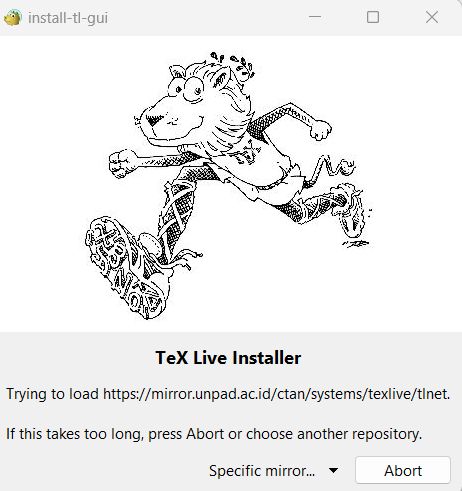 install-tl-gui
TeX Live Installer
Trying to load https://mirror.unpad.ac.id/ctan/systems/texlive/tlnet.
If this takes too long, press Abort or choose another repository.
Specific mirror...
Abort